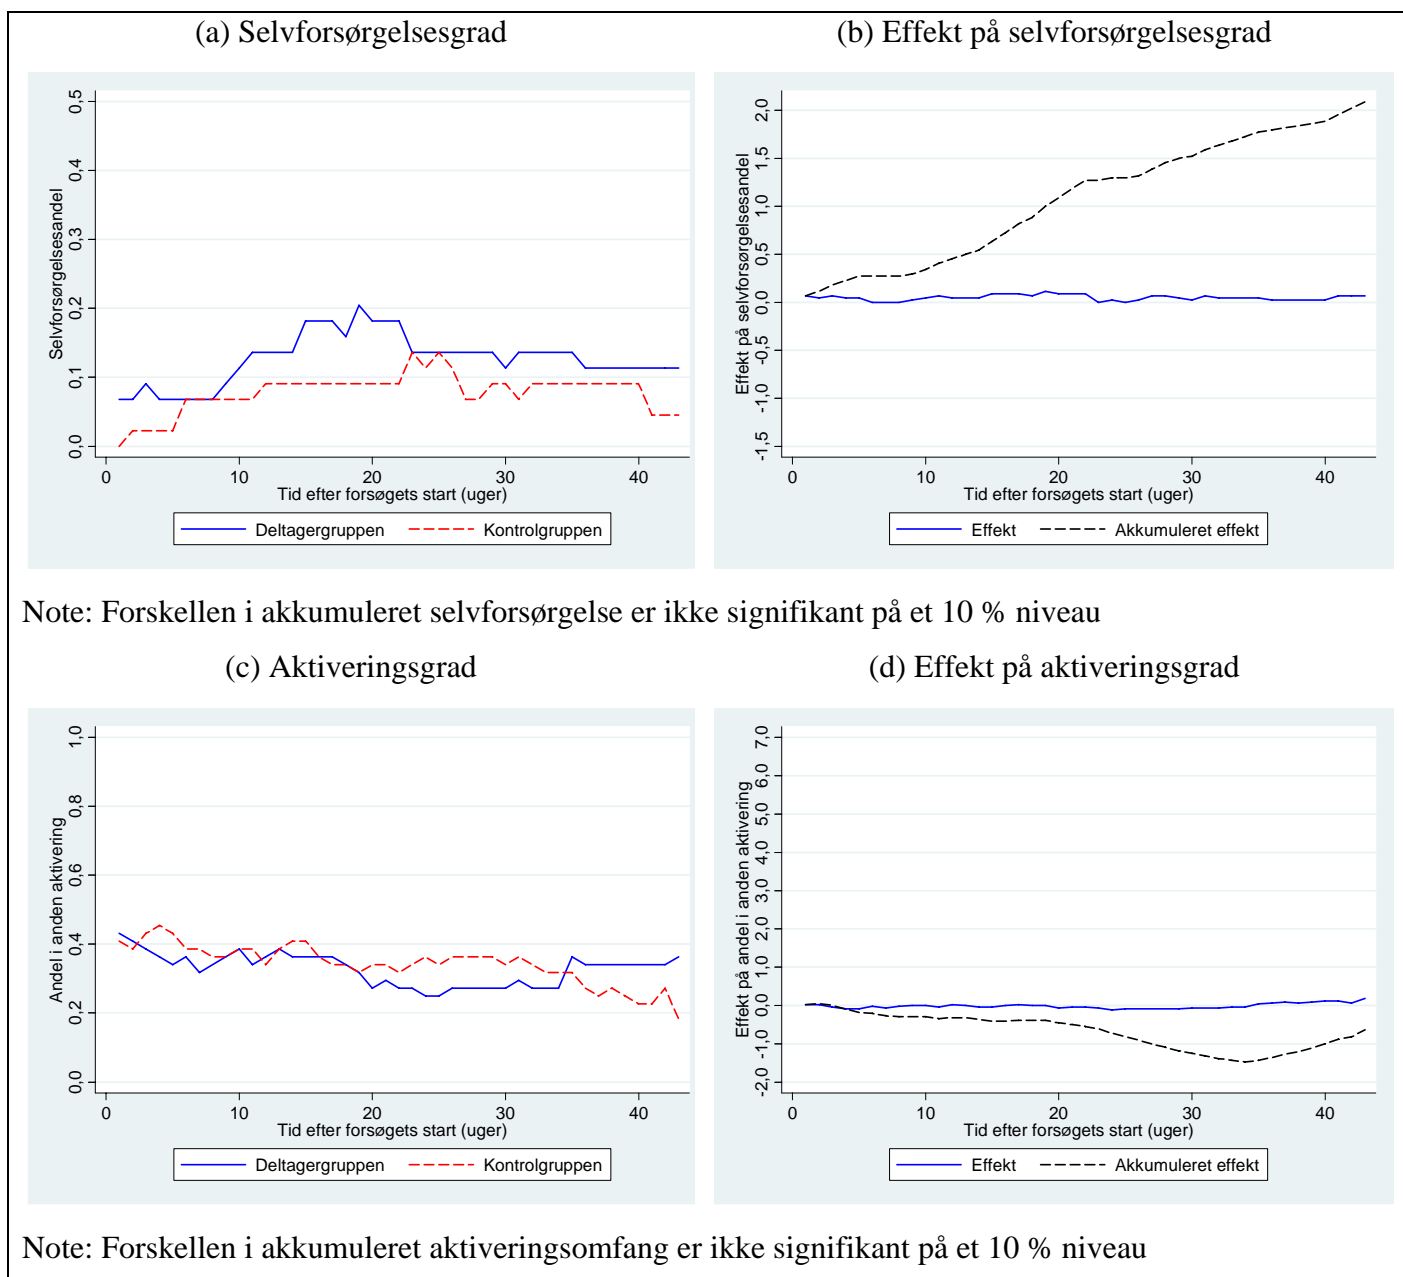 (a) Selvforsørgelsesgrad
Selvforsørgelsesandel
0,5
0,4
0,3
0,2
0,1
0,0
0 10 20 30 40
Tid efter forsøgets start (uger)
Deltagergruppen Kontrolgruppen
(b) Effekt på selvforsørgelsesgrad
Effekt på selvforsørgelsesandel
2,0
1,5
1,0
0,5
0,0
-0,5
-1,0
-1,5
0 10 20 30 40
Tid efter forsøgets start (uger)
Effekt Akkumuleret effekt
Note: Forskellen i akkumuleret selvforsørgelse er ikke signifikant på et 10 % niveau
(c) Aktiveringsgrad
Andel i anden aktivering
1,0
0,8
0,6
0,4
0,2
0,0
0 10 20 30 40
Tid efter forsøgets start (uger)
Deltagergruppen Kontrolgruppen
(d) Effekt på aktiveringsgrad
Effekt på andel i anden aktivering
7,0
6,0
5,0
4,0
3,0
2,0
1,0
0,0
-1,0
-2,0
0 10 20 30 40
Tid efter forsøgets start (uger)
Effekt Akkumuleret effekt
Note: Forskellen i akkumuleret aktiveringsomfang er ikke signifikant på et 10 % niveau